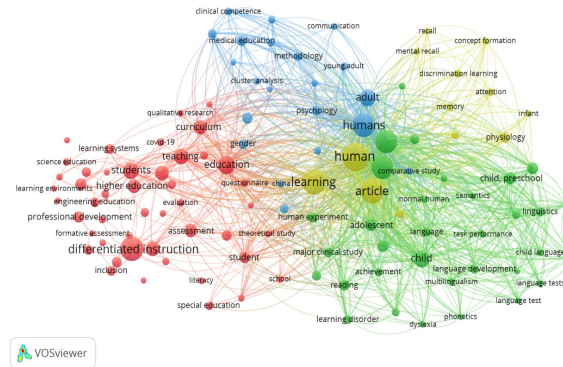 clinical competence
communication
recall
concept formation
medical education
mental recall
methodology
young adult
discrimination learning
cluster analysis
attention
adult
qualitative research
psychology
memory
infant
curriculum
humans
covid-19
gender
physiology
learning systems
teaching
human
science education
students
education
comparative study
child, preschool
learning environments
higher education
questionnaire
china
learning
article
normal human
semantics
engineering education
evaluation
linguistics
professional development
human experiment
adolescent
formative assessment
assessment
theoretical study
language
task performance
differentiated instruction
major clinical study
child
child language
student
inclusion
achievement
language development
literacy
school
reading
multilingualism
language tests
special education
language test
learning disorder
phonetics
dyslexia
VOSviewer